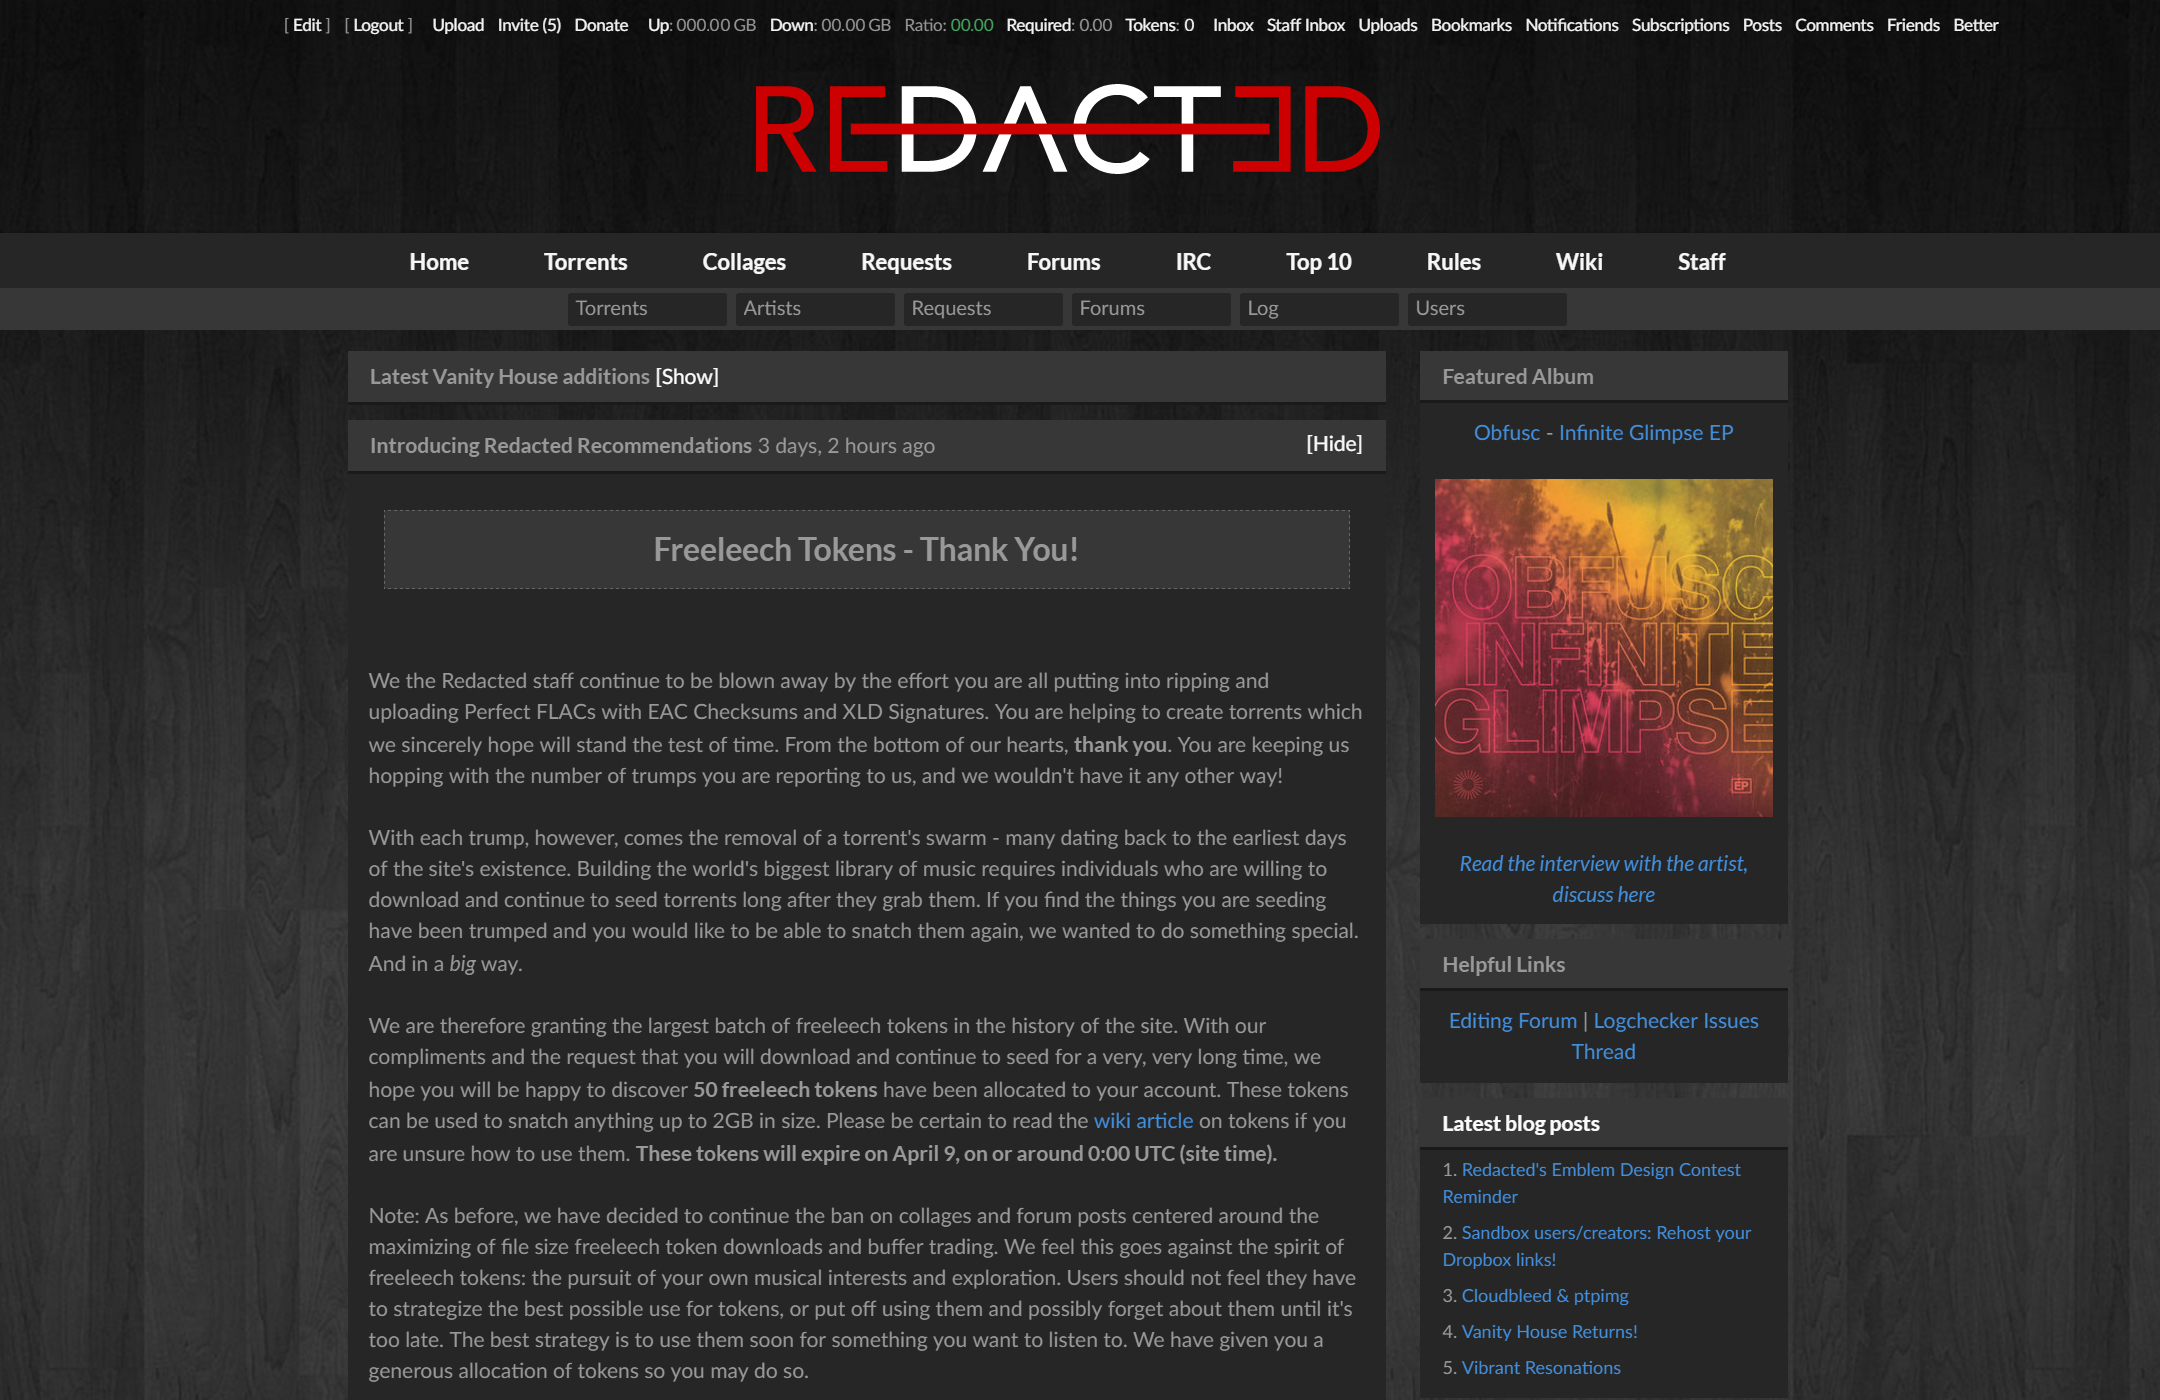 [ Edit ] [ Logout ] Upload Invite (5) Donate Up: 000.00 GB Down: 00.00 GB Ratio: 00.00 Required: 0.00 Tokens: 0 Inbox Staff Inbox Uploads Bookmarks Notifications Subscriptions Posts Comments Friends Better
REDACTED
Home Torrents Collages Requests Forums IRC Top 10 Rules Wiki Staff
Torrents Artists Requests Forums Log Users
Latest Vanity House additions [Show]
Introducing Redacted Recommendations 3 days, 2 hours ago [Hide]
Freeleech Tokens - Thank You!
We the Redacted staff continue to be blown away by the effort you are all putting into ripping and
uploading Perfect FLACs with EAC Checksums and XLD Signatures. You are helping to create torrents which
we sincerely hope will stand the test of time. From the bottom of our hearts, thank you. You are keeping us
hopping with the number of trumps you are reporting to us, and we wouldn't have it any other way!
With each trump, however, comes the removal of a torrent's swarm - many dating back to the earliest days
of the site's existence. Building the world's biggest library of music requires individuals who are willing to
download and continue to seed torrents long after they grab them. If you find the things you are seeding
have been trumped and you would like to be able to snatch them again, we wanted to do something special.
And in a big way.
We are therefore granting the largest batch of freeleech tokens in the history of the site. With our
compliments and the request that you will download and continue to seed for a very, very long time, we
hope you will be happy to discover 50 freeleech tokens have been allocated to your account. These tokens
can be used to snatch anything up to 2GB in size. Please be certain to read the wiki article on tokens if you
are unsure how to use them. These tokens will expire on April 9, on or around 0:00 UTC (site time).
Note: As before, we have decided to continue the ban on collages and forum posts centered around the
maximizing of file size freeleech token downloads and buffer trading. We feel this goes against the spirit of
freeleech tokens: the pursuit of your own musical interests and exploration. Users should not feel they have
to strategize the best possible use for tokens, or put off using them and possibly forget about them until it's
too late. The best strategy is to use them soon for something you want to listen to. We have given you a
generous allocation of tokens so you may do so.
Featured Album
Obfusc - Infinite Glimpse EP
OBFUSC
INFINITE
GLIMPSE
EP
Read the interview with the artist,
discuss here
Helpful Links
Editing Forum | Logchecker Issues
Thread
Latest blog posts
1. Redacted's Emblem Design Contest
Reminder
2. Sandbox users/creators: Rehost your
Dropbox links!
3. Cloudbleed & ptpimg
4. Vanity House Returns!
5. Vibrant Resonations